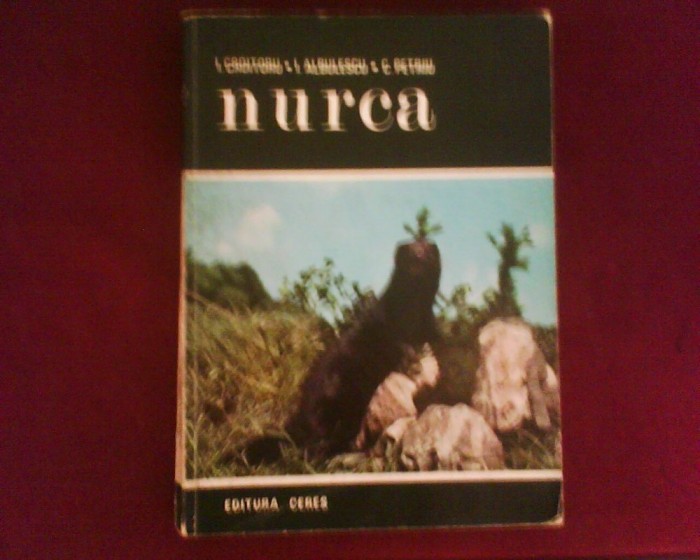 I. CROITORU • I. ALBULESCU • C. PETRIU
nurca
EDITURA CERES